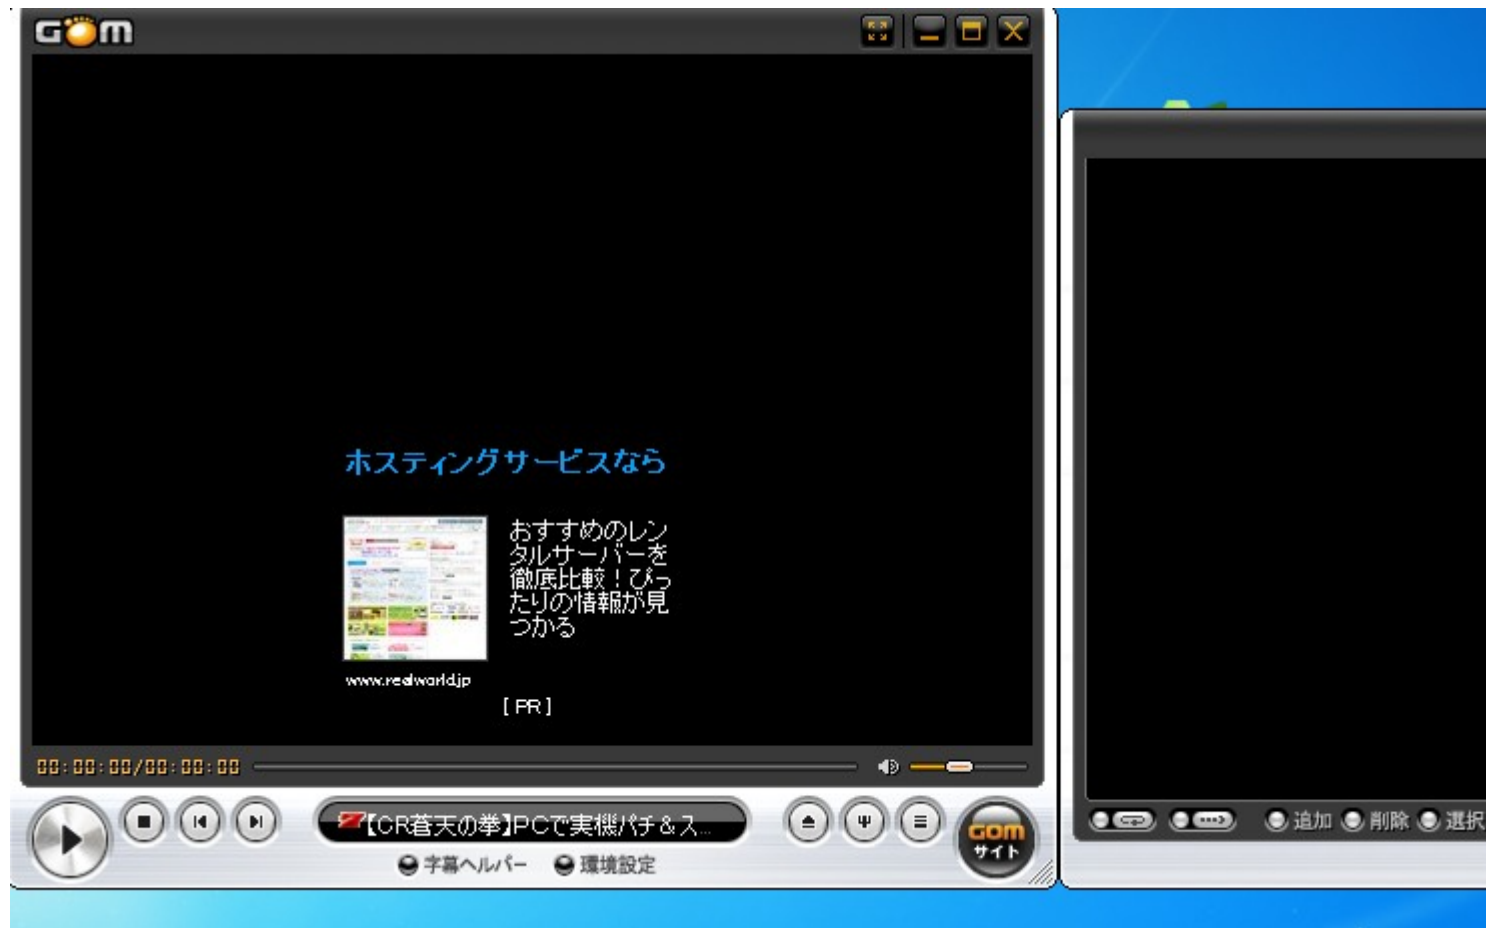 GOM
ホスティングサービスなら
おすすめのレン
タルサーバーを
徹底比較！ぴっ
たりの情報が見
つかる
www.realworld.jp
[PR]
00:00:00/00:00:00
【CR蒼天の拳】PCで実機パチ＆ス...
字幕ヘルパー 環境設定
GOM
サイト
追加 削除 選択